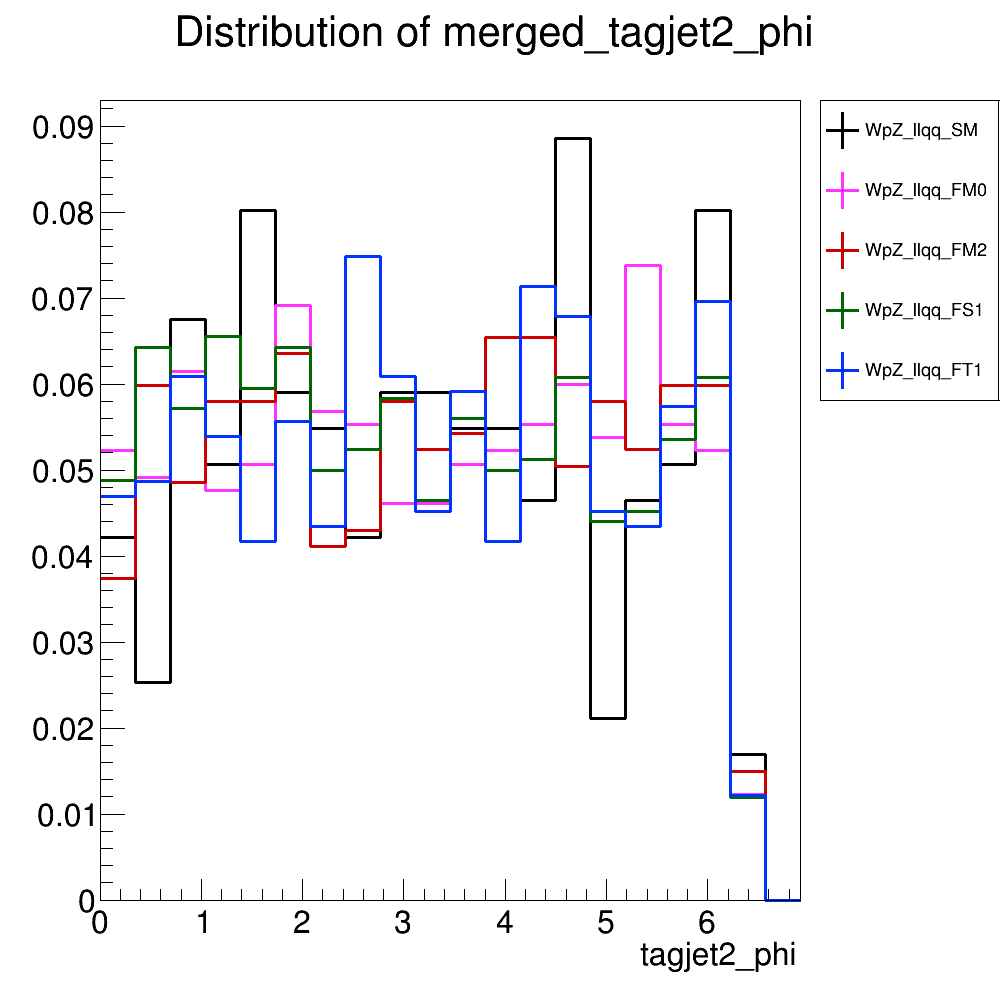 Distribution of merged_tagjet2_phi
0.09
0.08
0.07
0.06
0.05
0.04
0.03
0.02
0.01
0
0 1 2 3 4 5 6
tagjet2_phi
WpZ_llqq_SM
WpZ_llqq_FM0
WpZ_llqq_FM2
WpZ_llqq_FS1
WpZ_llqq_FT1